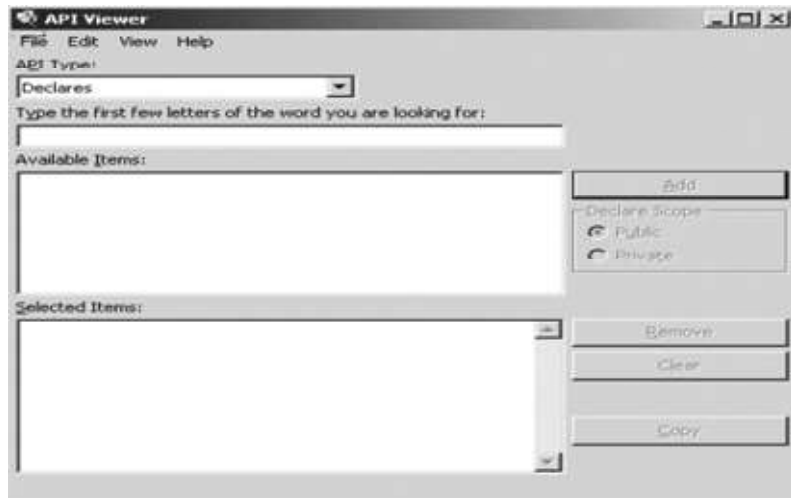 API Viewer
File Edit View Help
API Type:
Declares
Type the first few letters of the word you are looking for:
Available Items:
Add
Declare Scope
Public
Private
Selected Items:
Remove
Clear
Copy